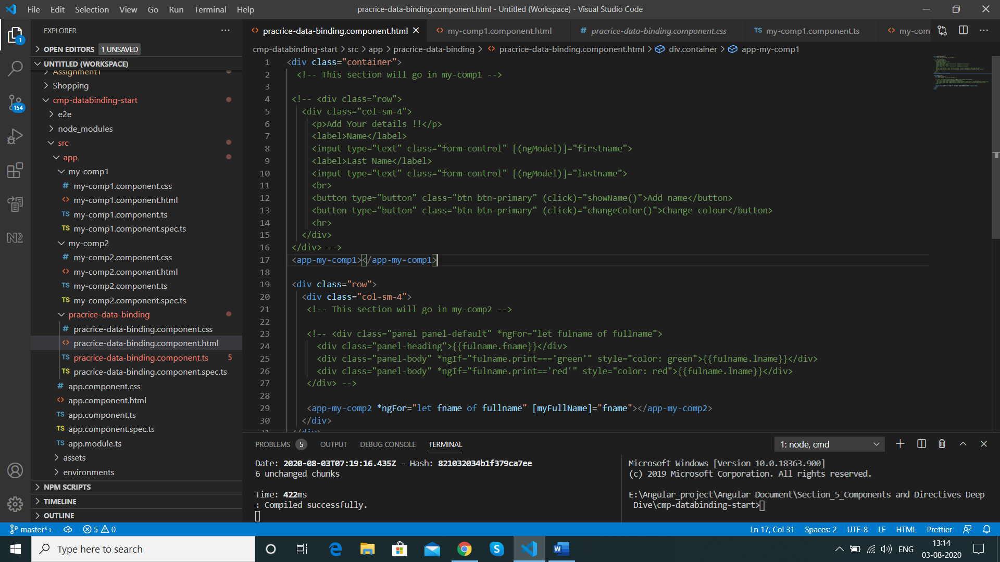 File Edit Selection View Go Run Terminal Help
pracrice-data-binding.component.html - Untitled (Workspace) - Visual Studio Code
EXPLORER
OPEN EDITORS 1 UNSAVED
UNTITLED (WORKSPACE)
Assignment1
Shopping
cmp-databinding-start
e2e
node_modules
src
app
my-comp1
# my-comp1.component.css
<> my-comp1.component.html
TS my-comp1.component.ts
TS my-comp1.component.spec.ts
my-comp2
# my-comp2.component.css
<> my-comp2.component.html
TS my-comp2.component.ts
TS my-comp2.component.spec.ts
pracrice-data-binding
# pracrice-data-binding.component.css
<> pracrice-data-binding.component.html
TS pracrice-data-binding.component.ts 5
TS pracrice-data-binding.component.spec.ts
# app.component.css
<> app.component.html
TS app.component.ts
TS app.component.spec.ts
TS app.module.ts
assets
environments
NPM SCRIPTS
TIMELINE
OUTLINE
1
154
<> pracrice-data-binding.component.html
<> my-comp1.component.html
# pracrice-data-binding.component.css
TS my-comp1.component.ts
<> my-com
cmp-databinding-start > src > app > pracrice-data-binding > <> pracrice-data-binding.component.html > div.container > app-my-comp1
1 <div class="container">
2 <!-- This section will go in my-comp1 -->
3
4 <!-- <div class="row">
5 <div class="col-sm-4">
6 <p>Add Your details !!</p>
7 <label>Name</label>
8 <input type="text" class="form-control" [(ngModel)]="firstname">
9 <label>Last Name</label>
10 <input type="text" class="form-control" [(ngModel)]="lastname">
11 <br>
12 <button type="button" class="btn btn-primary" (click)="showName()">Add name</button>
13 <button type="button" class="btn btn-primary" (click)="changeColor()">Change colour</button>
14 <hr>
15 </div>
16 </div> -->
17 <app-my-comp1></app-my-comp1>
18
19 <div class="row">
20 <div class="col-sm-4">
21 <!-- This section will go in my-comp2 -->
22
23 <!-- <div class="panel panel-default" *ngFor="let fulname of fullname">
24 <div class="panel-heading">{{fulname.fname}}</div>
25 <div class="panel-body" *ngIf="fulname.print==='green'" style="color: green">{{fulname.lname}}</div>
26 <div class="panel-body" *ngIf="fulname.print=='red'" style="color: red">{{fulname.lname}}</div>
27 </div> -->
28
29 <app-my-comp2 *ngFor="let fname of fullname" [myFullName]="fname"></app-my-comp2>
30 </div>
31 </div>
PROBLEMS 5 OUTPUT DEBUG CONSOLE TERMINAL
1: node, cmd
Date: 2020-08-03T07:19:16.435Z - Hash: 821032034b1f379ca7ee
6 unchanged chunks
Time: 422ms
: Compiled successfully.
Microsoft Windows [Version 10.0.18363.900]
(c) 2019 Microsoft Corporation. All rights reserved.
E:\Angular_project\Angular Document\Section_5_Components and Directives Deep
Dive\cmp-databinding-start>
master*+ 5 0
Ln 17, Col 31 Spaces: 2 UTF-8 LF HTML Prettier
Type here to search
ENG
13:14
03-08-2020